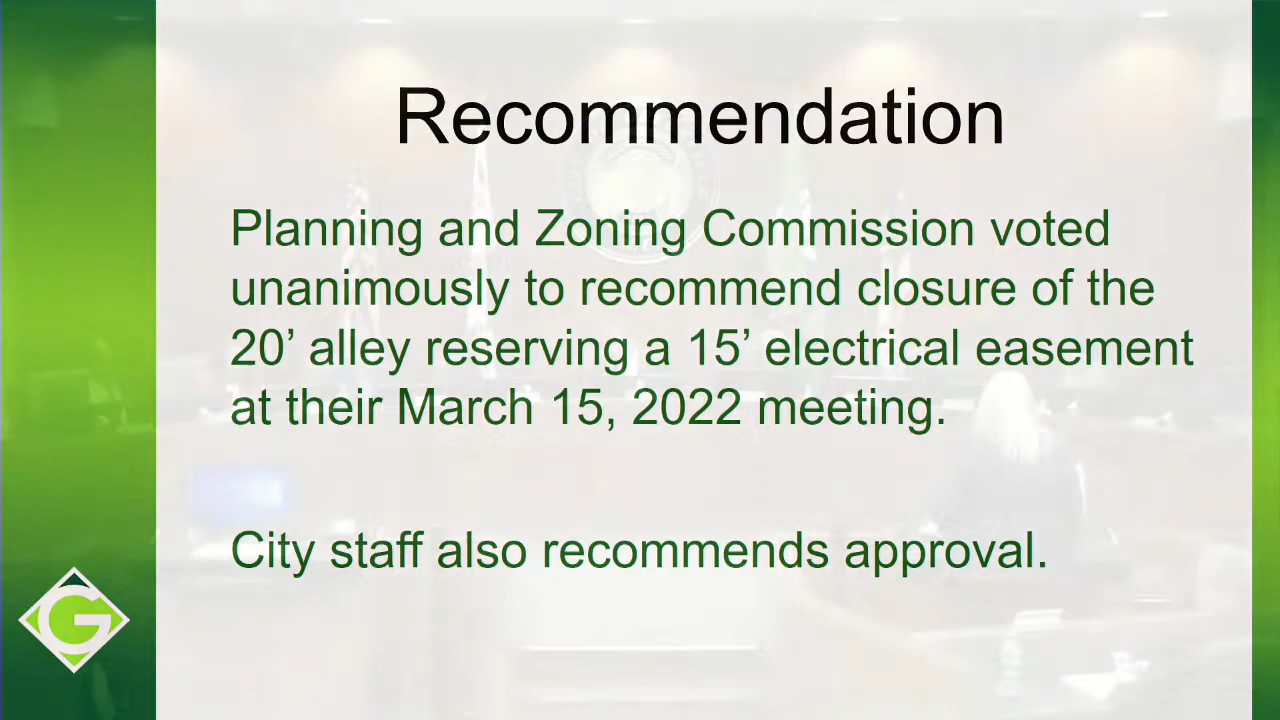 Recommendation
Planning and Zoning Commission voted
unanimously to recommend closure of the
20’ alley reserving a 15’ electrical easement
at their March 15, 2022 meeting.
City staff also recommends approval.
G